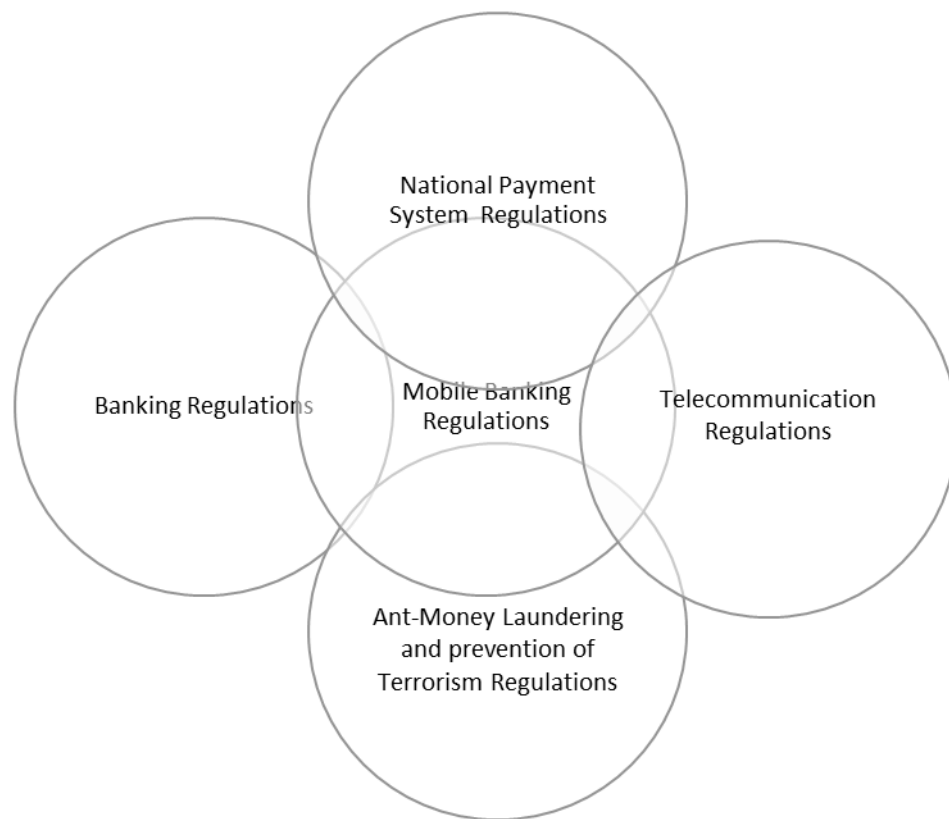 National Payment
System Regulations
Banking Regulations
Mobile Banking
Regulations
Telecommunication
Regulations
Ant-Money Laundering
and prevention of
Terrorism Regulations